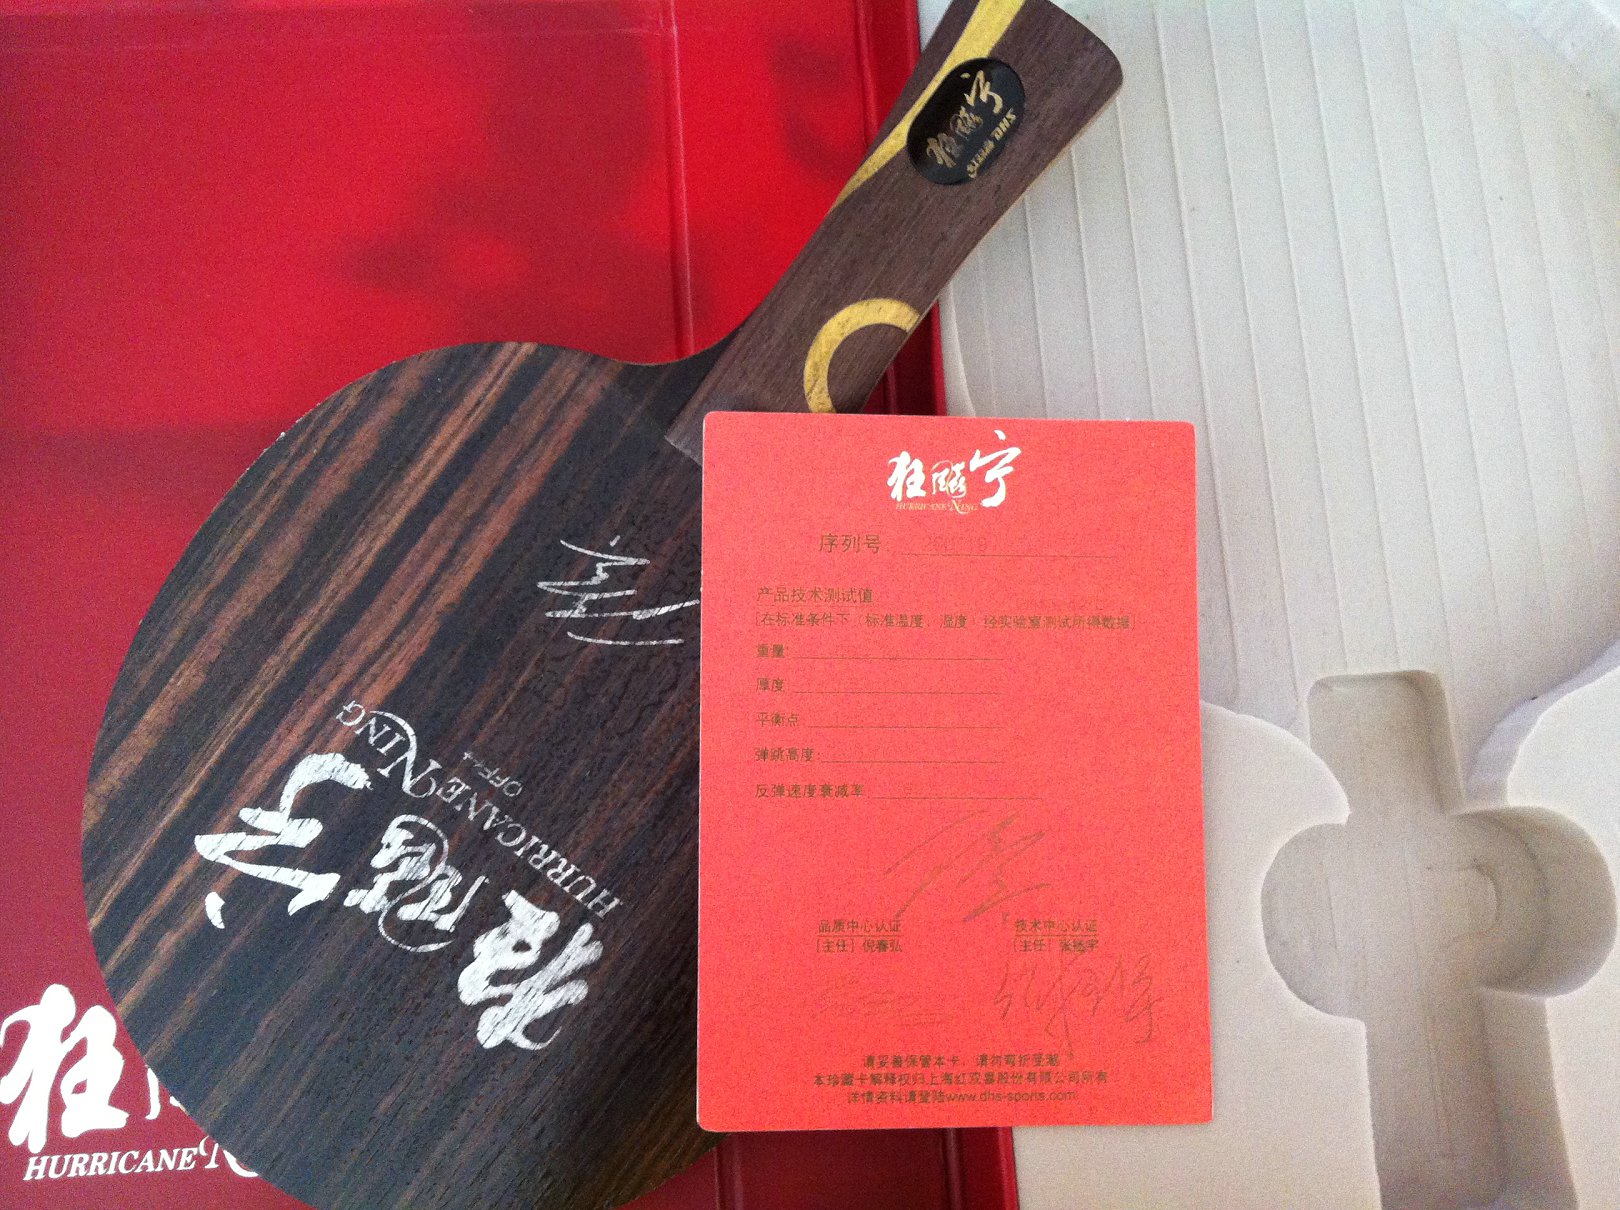 狂飚宁
DHS
狂飚宁
HURRICANE NING
序列号
产品技术测试值
[在标准条件下（标准温度、湿度）经实验室测试所得数据]
重量:
厚度
平衡点
弹跳高度:
反弹速度衰减率
品质中心认证
技术中心认证
[主任] 倪春弘
[主任]
请妥善保管本卡，请勿弯折受潮
本珍藏卡解释权归上海红双喜股份有限公司所有
详情资料请登陆www.dhs-sports.com
狂飚宁
HURRICANE NING
OFF++
狂
HURRICANE N